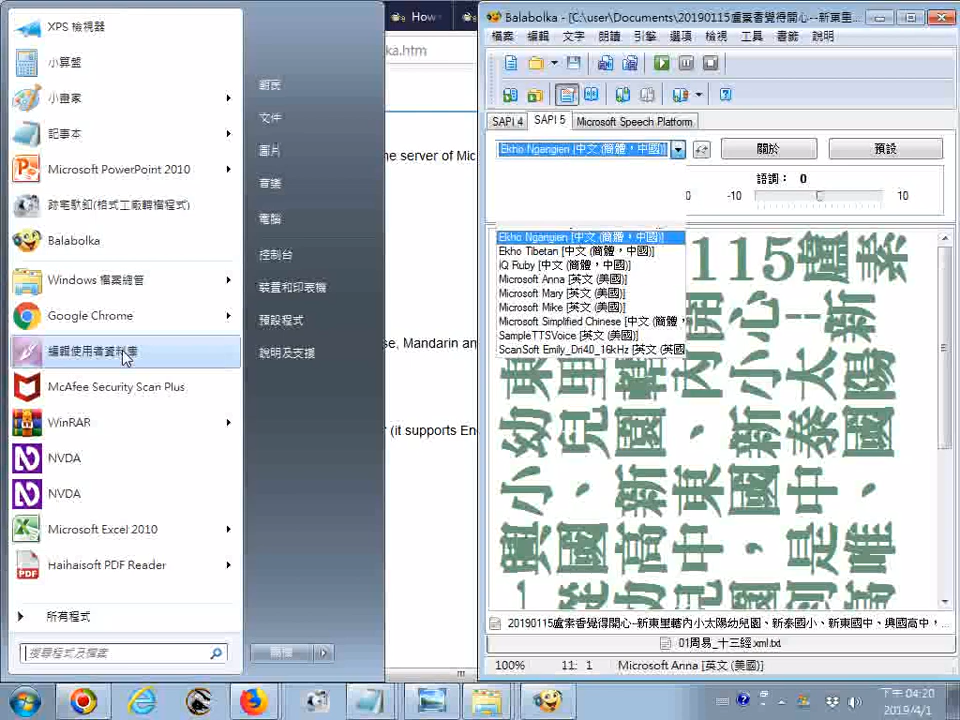 XPS 檢視器
小算盤
小畫家
記事本
Microsoft PowerPoint 2010
Balabolka
Windows 檔案總管
Google Chrome
編輯使用者資料庫
McAfee Security Scan Plus
WinRAR
NVDA
NVDA
Microsoft Excel 2010
Haihaisoft PDF Reader
所有程式
搜尋程式及檔案
文件
圖片
音樂
電腦
控制台
裝置和印表機
預設程式
說明及支援
關機
How
ka.htm
he server of Mic
se, Mandarin an
r (it supports En
Balabolka - [C:\user\Documents\20190115盧素香覺得開心--新東里...
檔案 編輯 文字 朗讀 引擎 選項 檢視 工具 書籤 說明
SAPI 4 SAPI 5 Microsoft Speech Platform
Ekho Ngangien [中文 (簡體，中國)]
關於 預設
語調： 0
0 -10 10
Ekho Ngangien [中文 (簡體，中國)]
Ekho Tibetan [中文 (簡體，中國)]
iQ Ruby [中文 (簡體，中國)]
Microsoft Anna [英文 (美國)]
Microsoft Mary [英文 (美國)]
Microsoft Mike [英文 (美國)]
Microsoft Simplified Chinese [中文 (簡體，
SampleTTSVoice [英文 (美國)]
ScanSoft Emily_Dri40_16kHz [英文 (英國
115盧素
開心--新
東里轄內小太陽
幼兒園、新泰國
小、新東國中、
興國高中，是唯
20190115盧素香覺得開心--新東里轄內小太陽幼兒園、新泰國小、新東國中、興國高中，...
01周易_十三經.xml.txt
100% 11: 1 Microsoft Anna [英文 (美國)]
下午 04:20
2019/4/1